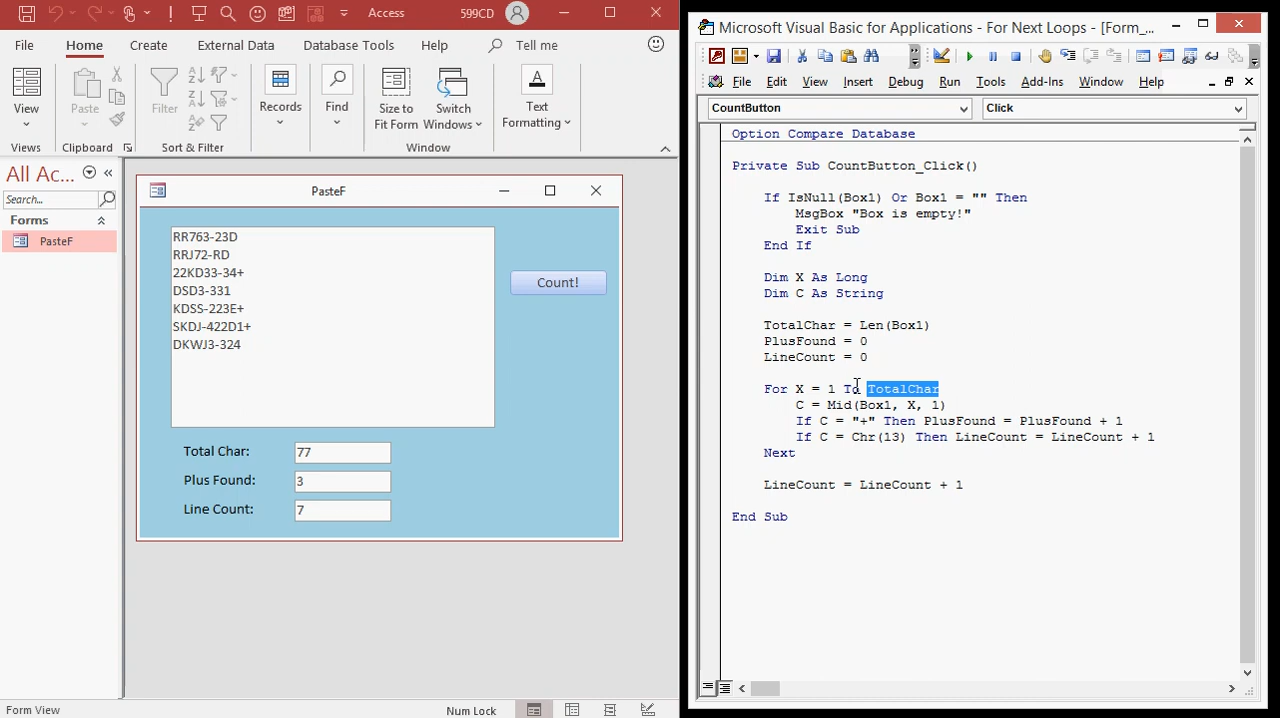 Access
599CD
File
Home
Create
External Data
Database Tools
Help
Tell me
View
Views
Paste
Clipboard
Filter
Sort & Filter
Records
Find
Size to
Fit Form
Switch
Windows
Window
Text
Formatting
All Ac...
Search...
Forms
PasteF
PasteF
RR763-23D
RRJ72-RD
22KD33-34+
DSD3-331
KDSS-223E+
SKDJ-422D1+
DKWJ3-324
Count!
Total Char: 77
Plus Found: 3
Line Count: 7
Form View
Num Lock
Microsoft Visual Basic for Applications - For Next Loops - [Form_...
File Edit View Insert Debug Run Tools Add-Ins Window Help
CountButton
Click
Option Compare Database
Private Sub CountButton_Click()
If IsNull(Box1) Or Box1 = "" Then
MsgBox "Box is empty!"
Exit Sub
End If
Dim X As Long
Dim C As String
TotalChar = Len(Box1)
PlusFound = 0
LineCount = 0
For X = 1 To TotalChar
C = Mid(Box1, X, 1)
If C = "+" Then PlusFound = PlusFound + 1
If C = Chr(13) Then LineCount = LineCount + 1
Next
LineCount = LineCount + 1
End Sub